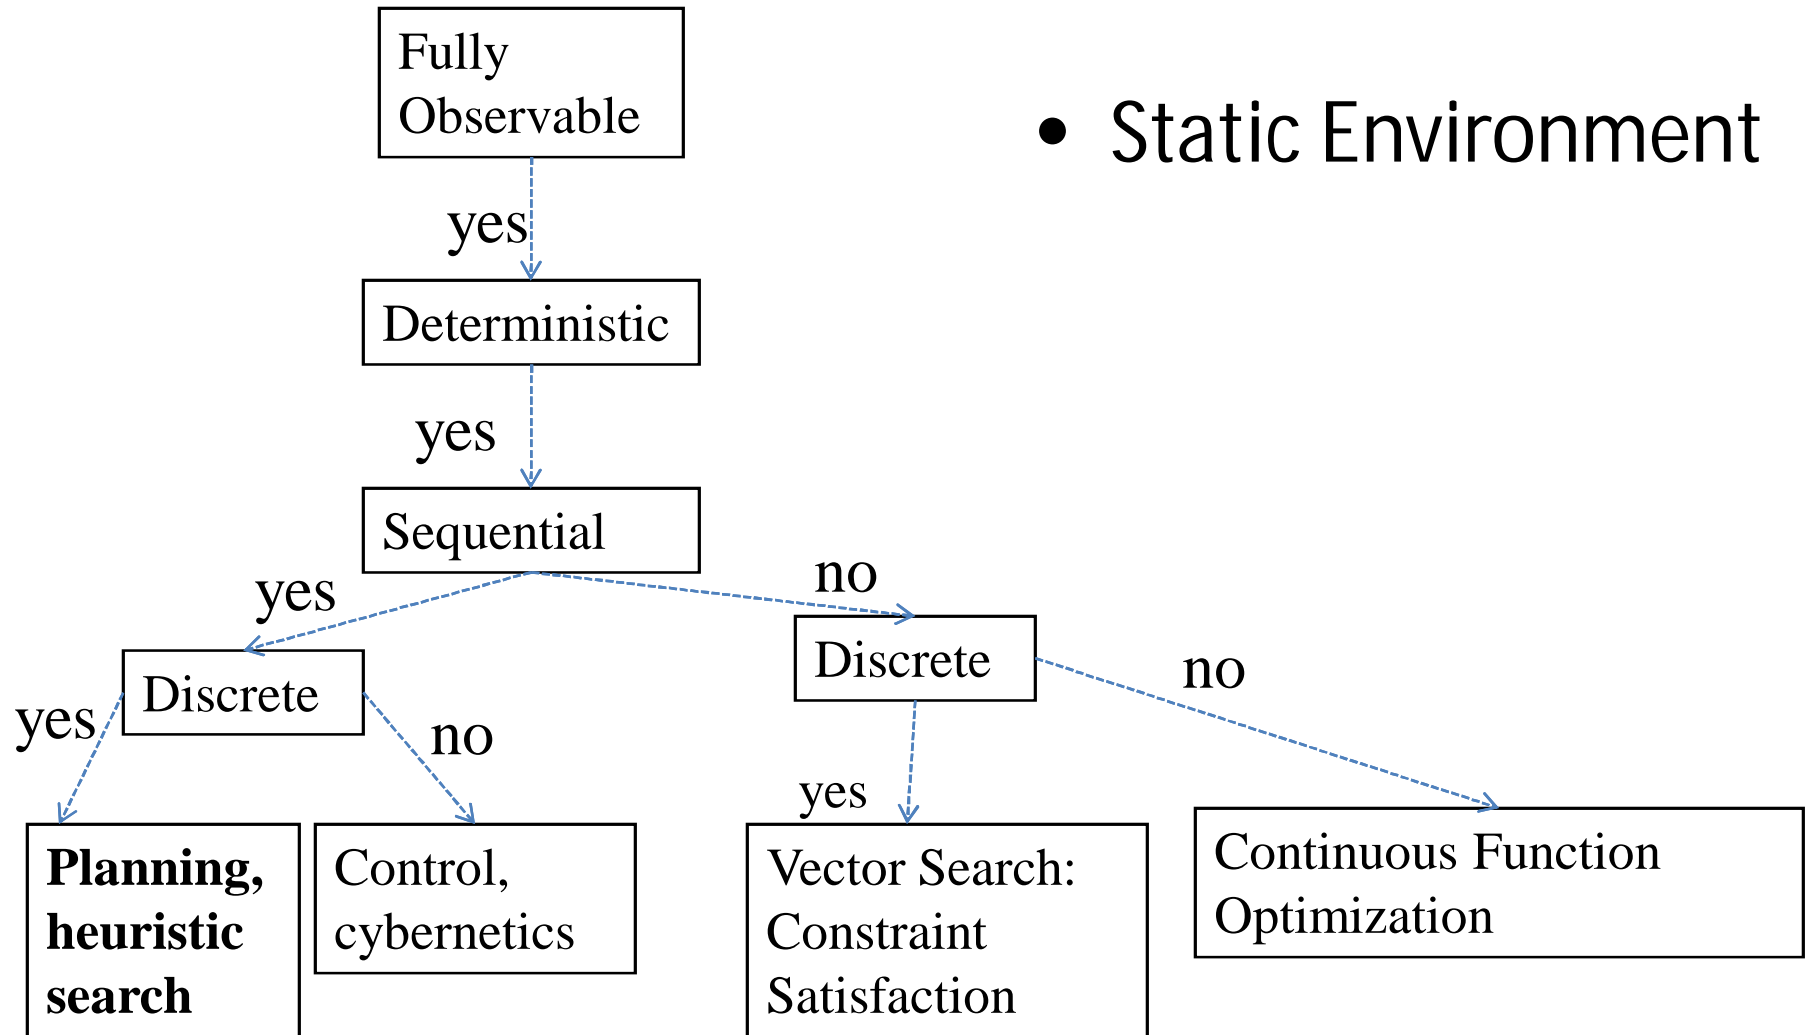 Fully
Observable
• Static Environment
yes
Deterministic
yes
Sequential
yes
no
Discrete
Discrete
yes
no
yes
no
Planning,
heuristic
search
Control,
cybernetics
Vector Search:
Constraint
Satisfaction
Continuous Function
Optimization